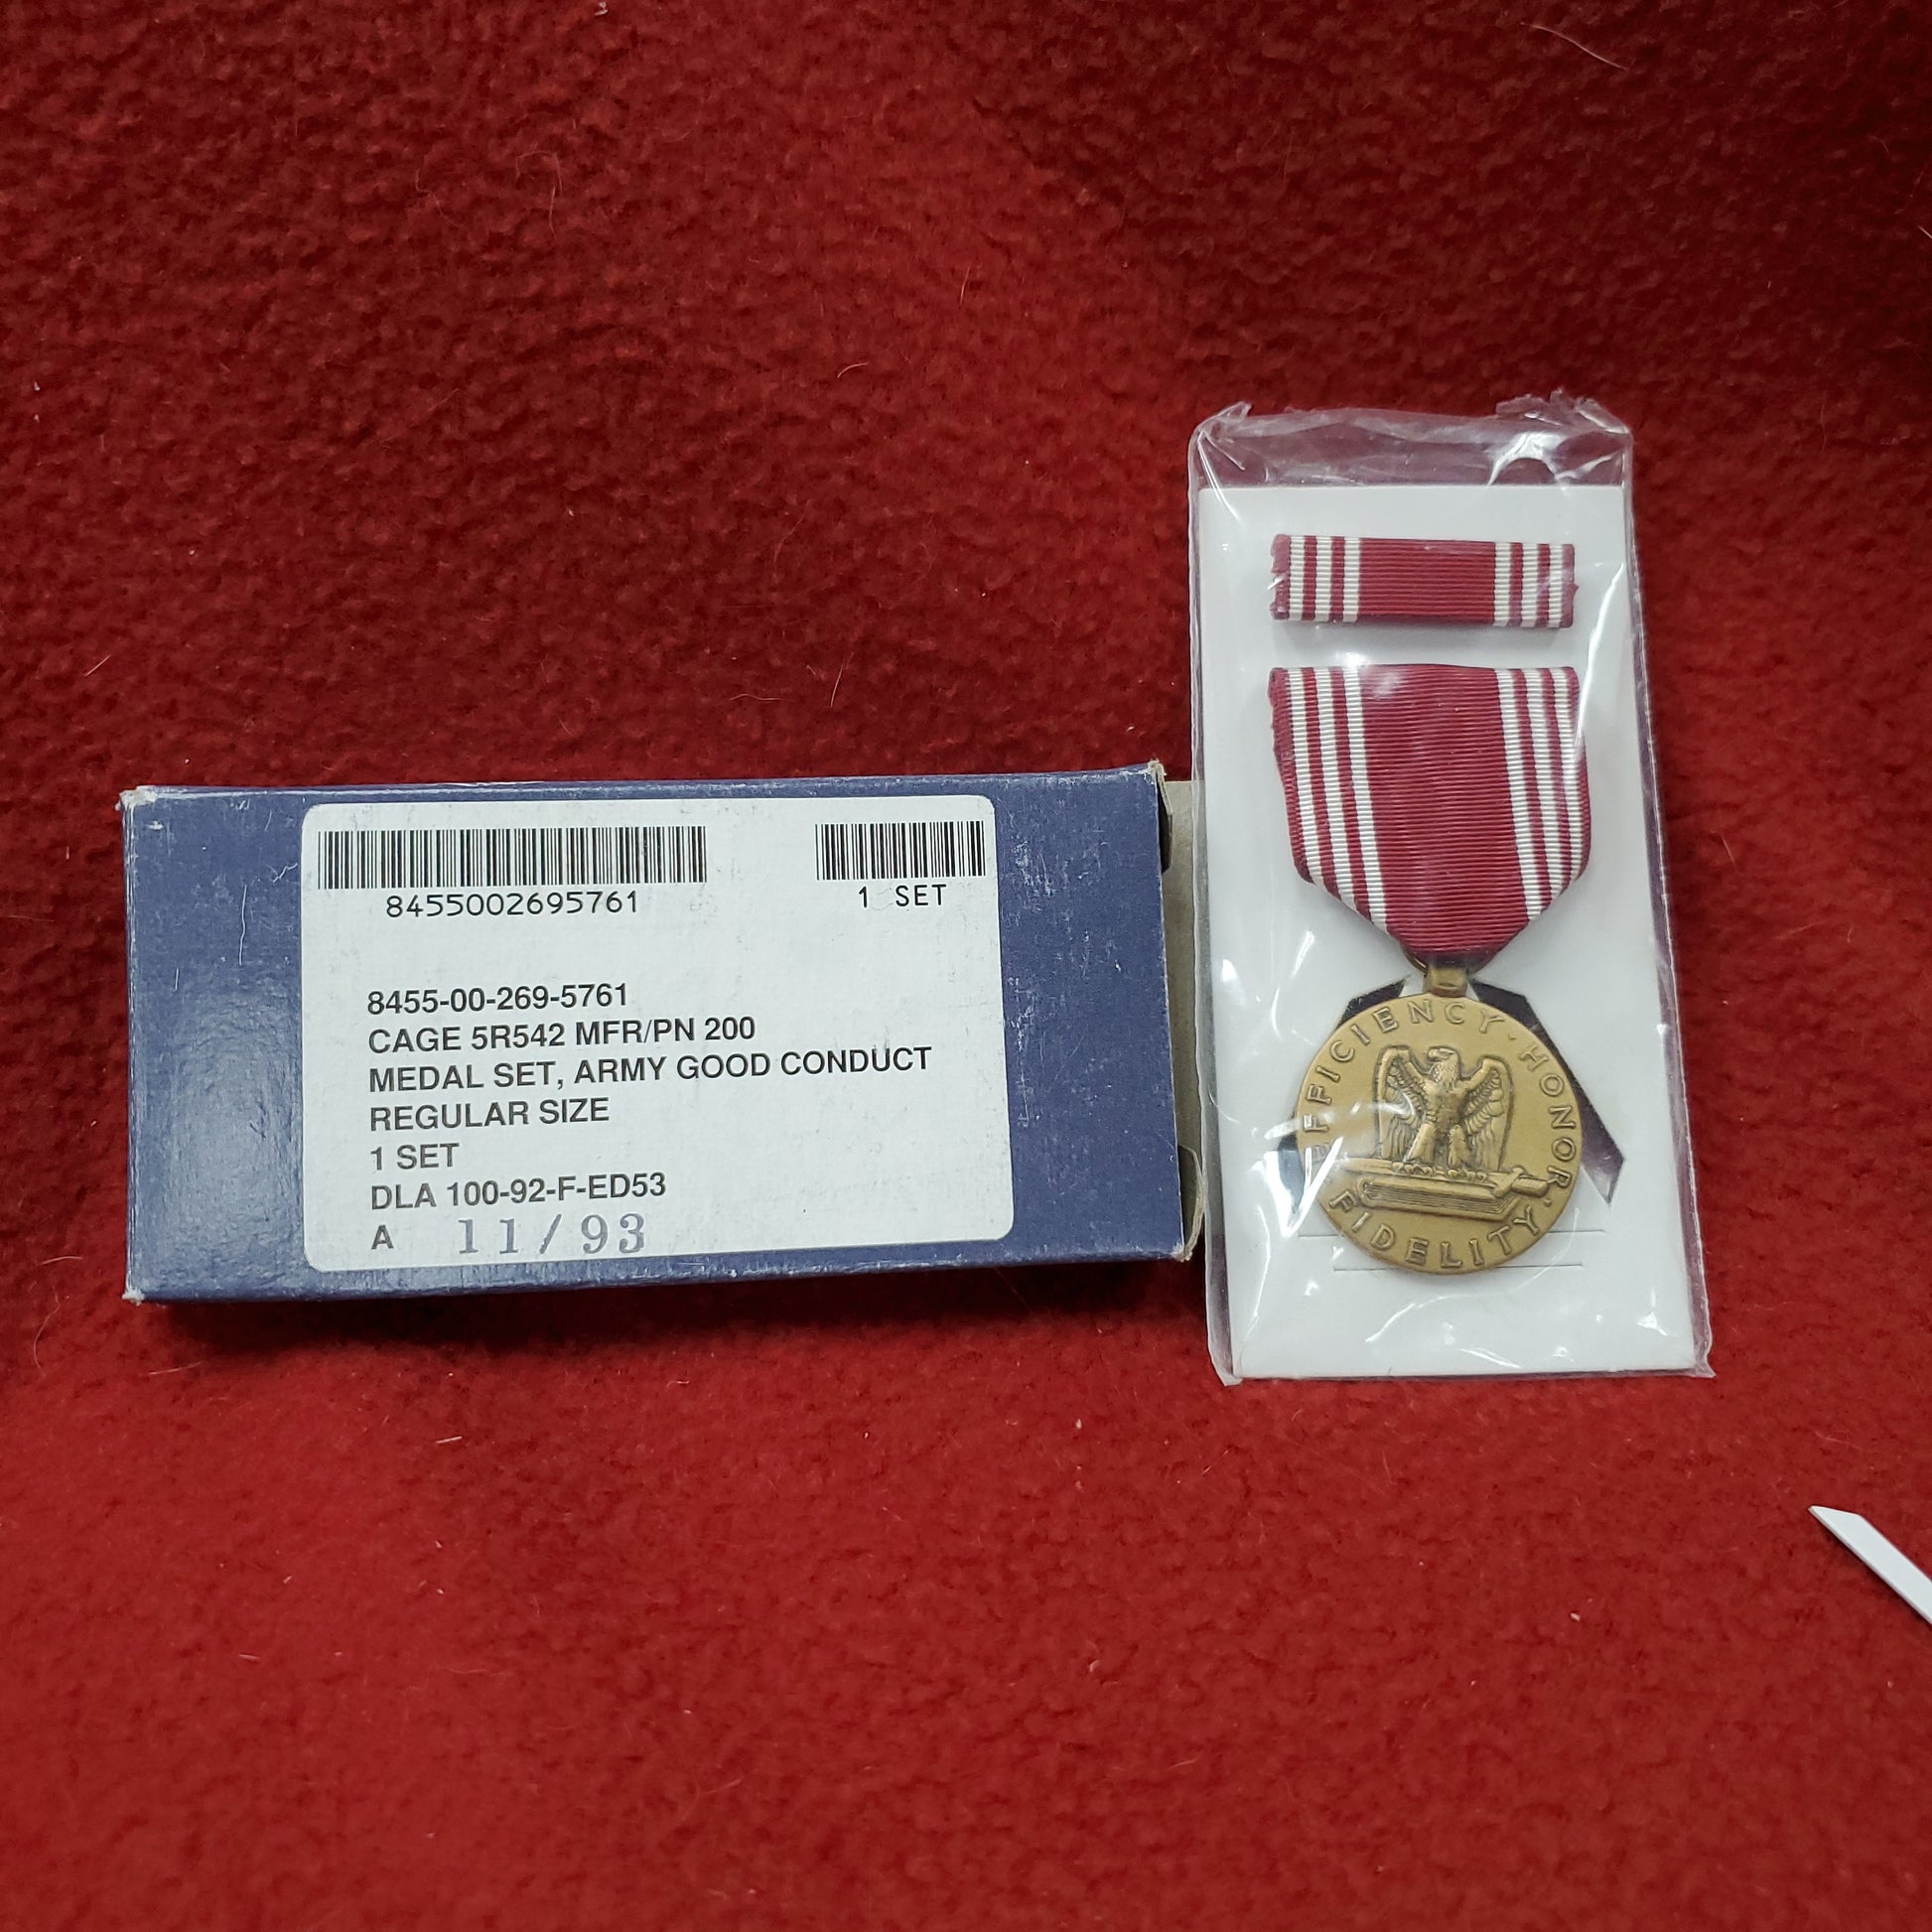 8455002695761
1 SET
8455-00-269-5761
CAGE 5R542 MFR/PN 200
MEDAL SET, ARMY GOOD CONDUCT
REGULAR SIZE
1 SET
DLA 100-92-F-ED53
A 11/93
EFFICIENCY · HONOR ·
FIDELITY